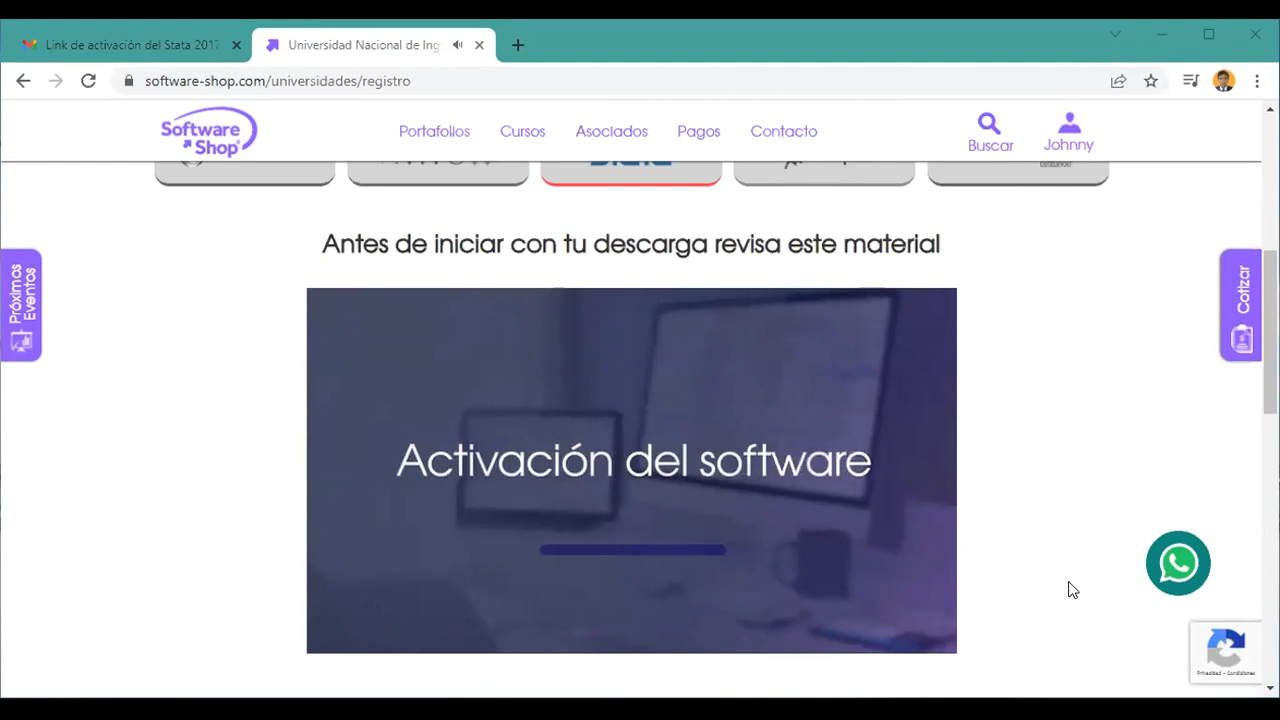 Link de activación del Stata 2017
Universidad Nacional de Ing
software-shop.com/universidades/registro
Software
Shop
Portafolios
Cursos
Asociados
Pagos
Contacto
Buscar
Johnny
Antes de iniciar con tu descarga revisa este material
Próximos
Eventos
Cotizar
Activación del software
Privacidad - Condiciones